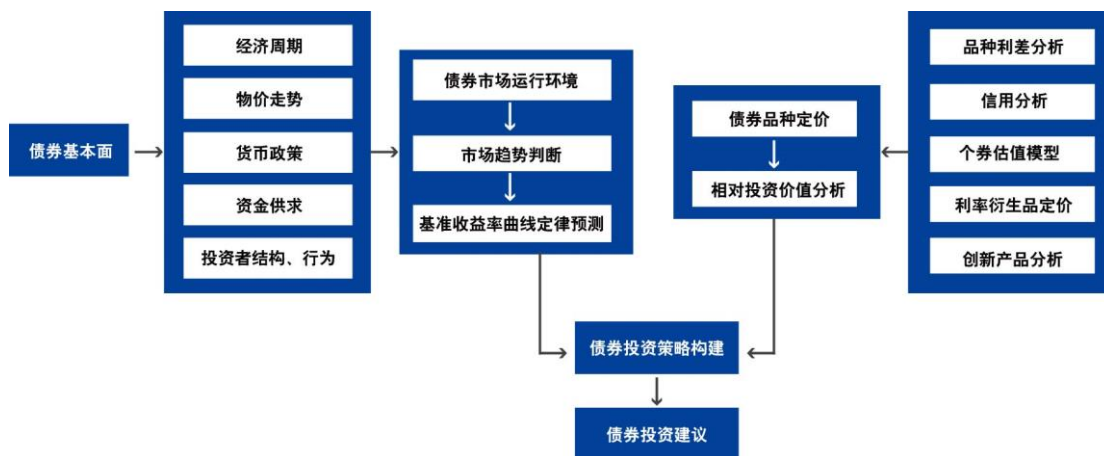 债券基本面
经济周期
物价走势
货币政策
资金供求
投资者结构、行为
债券市场运行环境
市场趋势判断
基准收益率曲线定律预测
债券品种定价
相对投资价值分析
品种利差分析
信用分析
个券估值模型
利率衍生品定价
创新产品分析
债券投资策略构建
债券投资建议